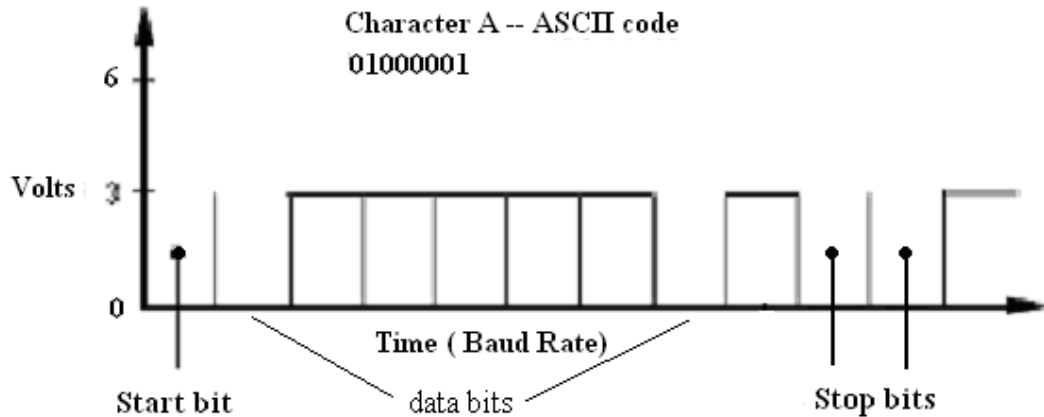 Character A -- ASCII code
01000001
6
Volts 3
0
Time ( Baud Rate)
Start bit
data bits
Stop bits